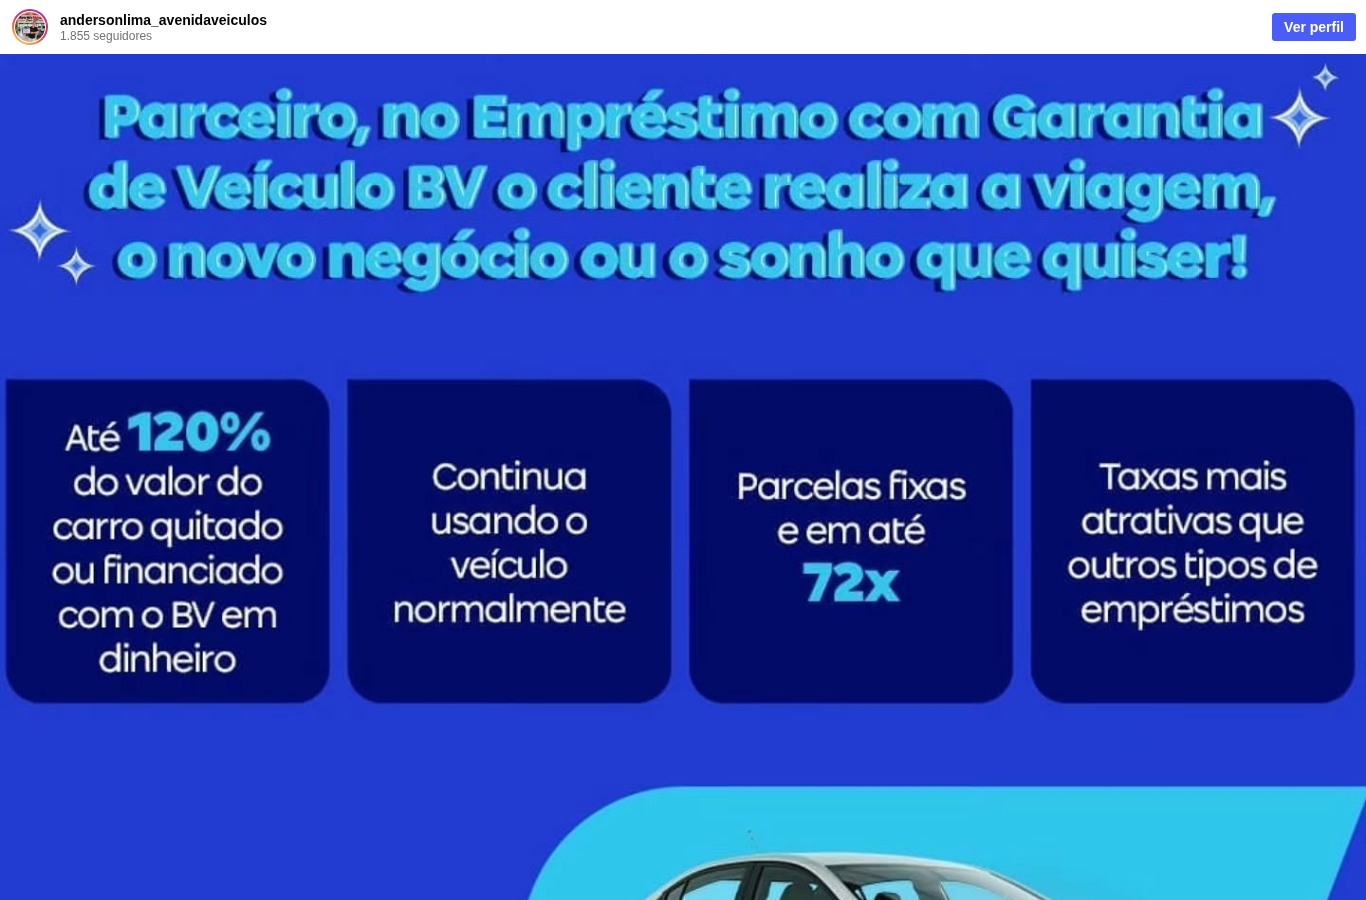 andersonlima_avenidaveiculos
1.855 seguidores
Ver perfil
Parceiro, no Empréstimo com Garantia
de Veículo BV o cliente realiza a viagem,
o novo negócio ou o sonho que quiser!
Até 120%
do valor do
carro quitado
ou financiado
com o BV em
dinheiro
Continua
usando o
veículo
normalmente
Parcelas fixas
e em até
72x
Taxas mais
atrativas que
outros tipos de
empréstimos